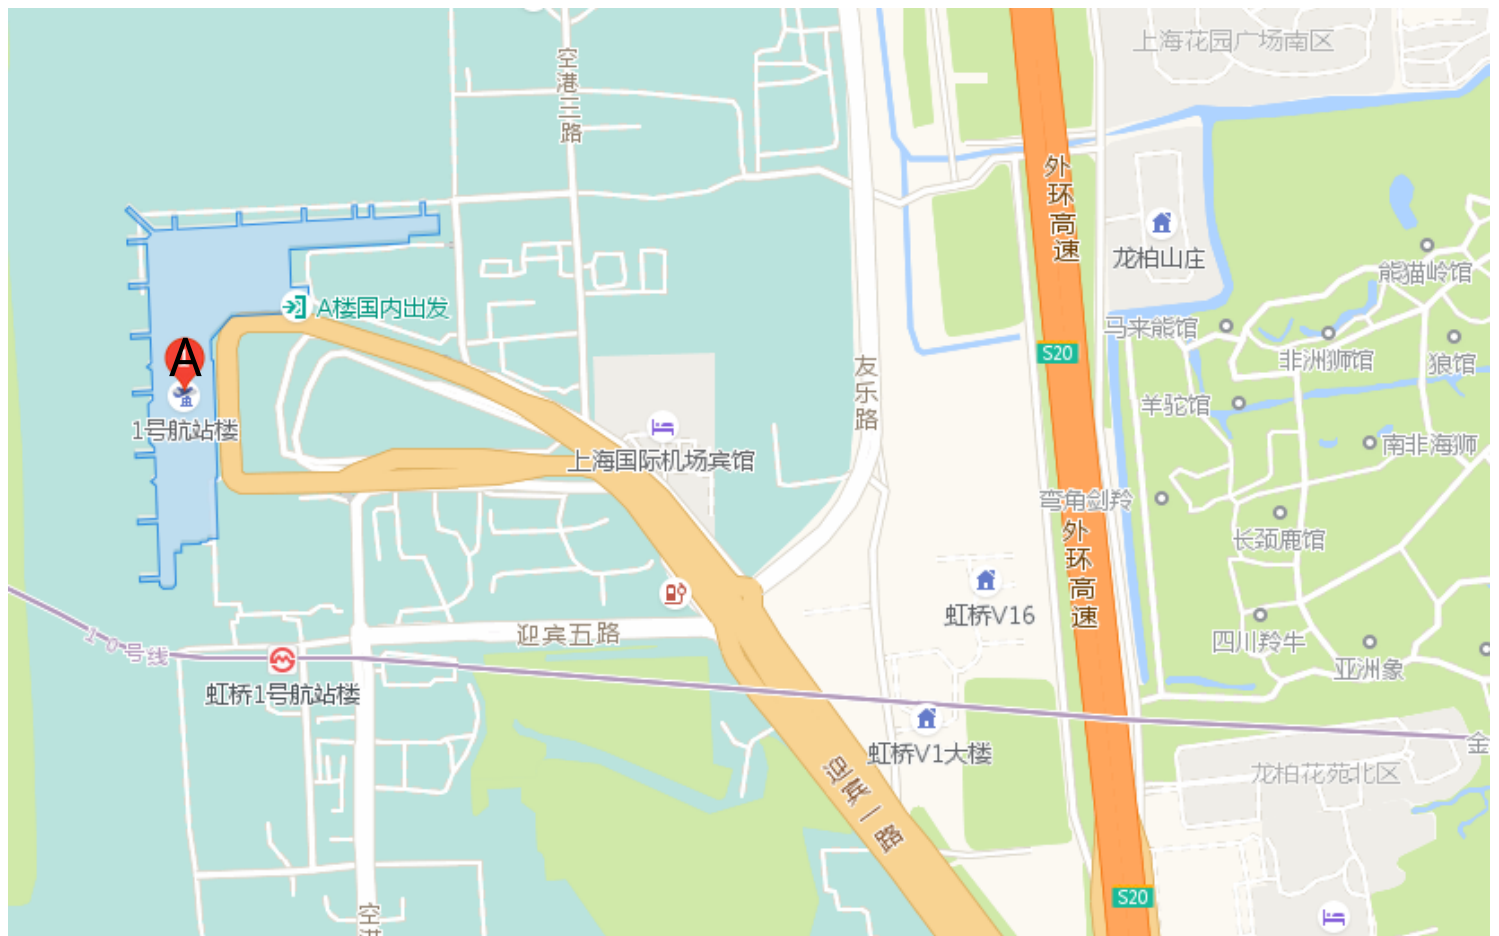 上海花园广场南区
空港三路
外环高速
龙柏山庄
熊猫岭馆
A楼国内出发
马来熊馆
S20
非洲狮馆
狼馆
A
友乐路
羊驼馆
1号航站楼
南非海狮
上海国际机场宾馆
弯角剑羚
外环高速
长颈鹿馆
虹桥V16
迎宾五路
四川羚牛
10号线
亚洲象
虹桥1号航站楼
金
虹桥V1大楼
龙柏花苑北区
迎宾一路
S20
空港